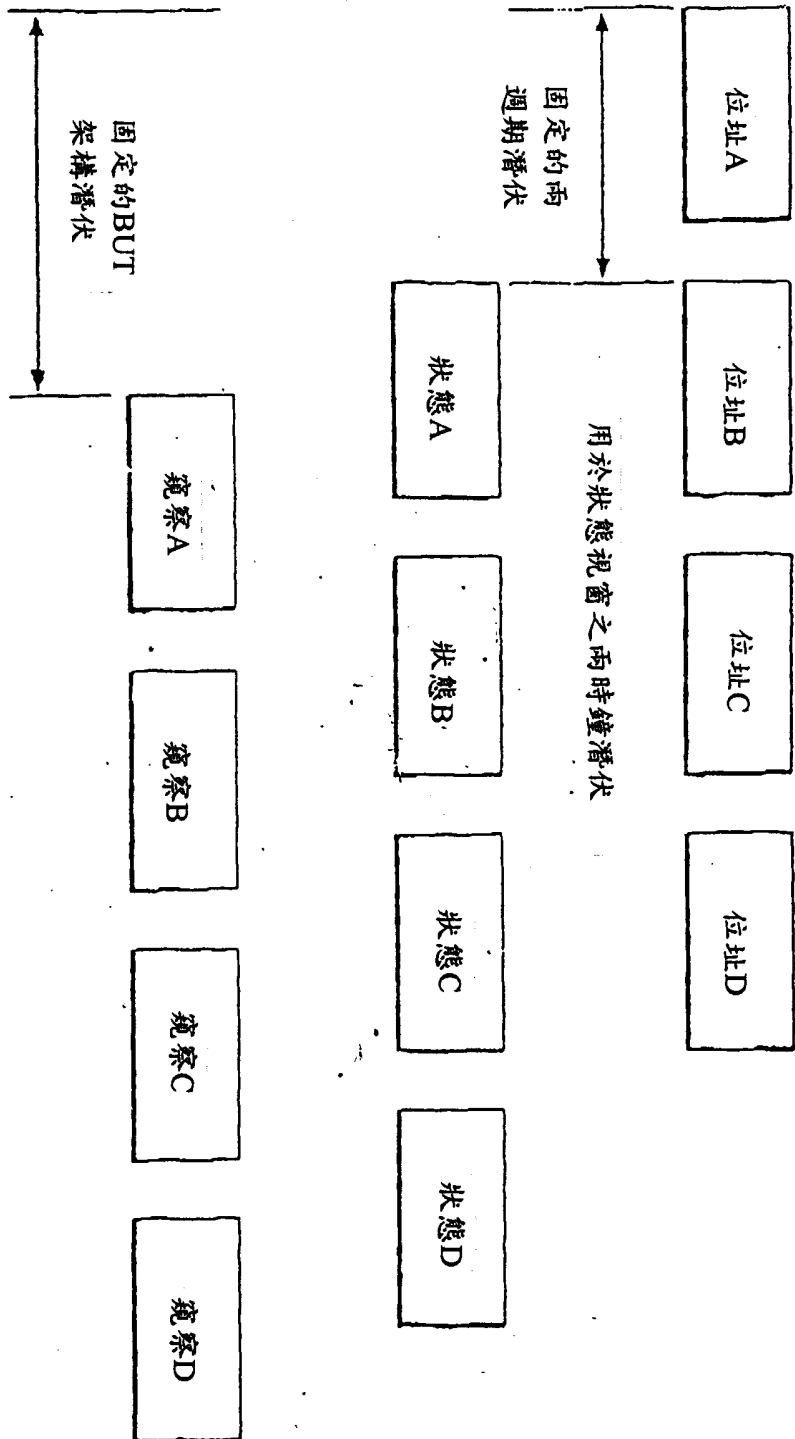 位址A
位址B
位址C
位址D
固定的兩
週期潛伏
用於狀態視窗之兩時鐘潛伏
狀態A
狀態B
狀態C
狀態D
固定的BUT
架構潛伏
窺察A
窺察B
窺察C
窺察D